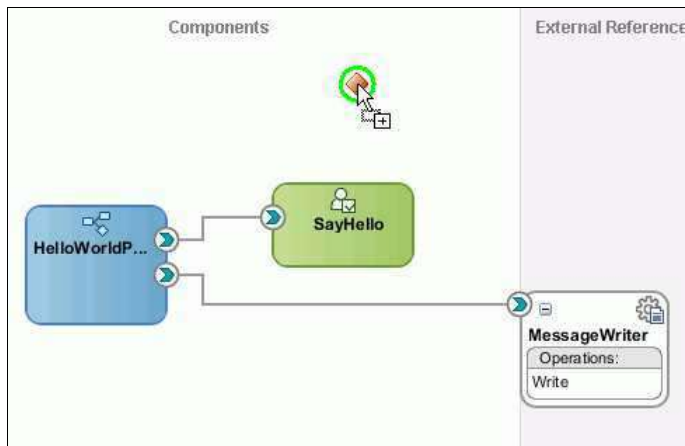 Components
External Reference
SayHello
HelloWorldP...
MessageWriter
Operations:
Write